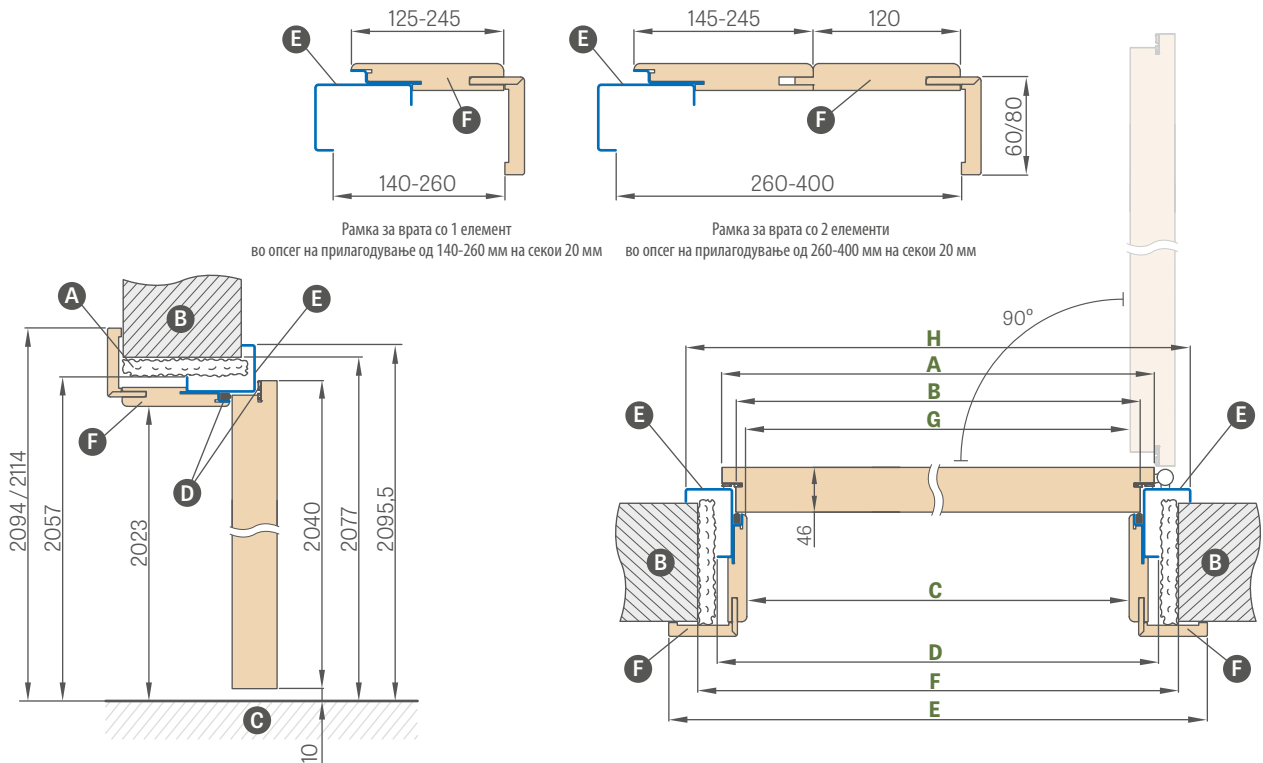 125-245
145-245
120
E
E
F
F
60/80
140-260
260-400
Рамка за врата со 1 елемент
во опсег на прилагодување од 140-260 мм на секои 20 мм
Рамка за врата со 2 елементи
во опсег на прилагодување од 260-400 мм на секои 20 мм
A
B
E
F
D
C
2094 / 2114
2057
2023
2040
2077
2095,5
10
90°
H
A
B
G
E
E
46
B
B
C
D
F
F
F
E